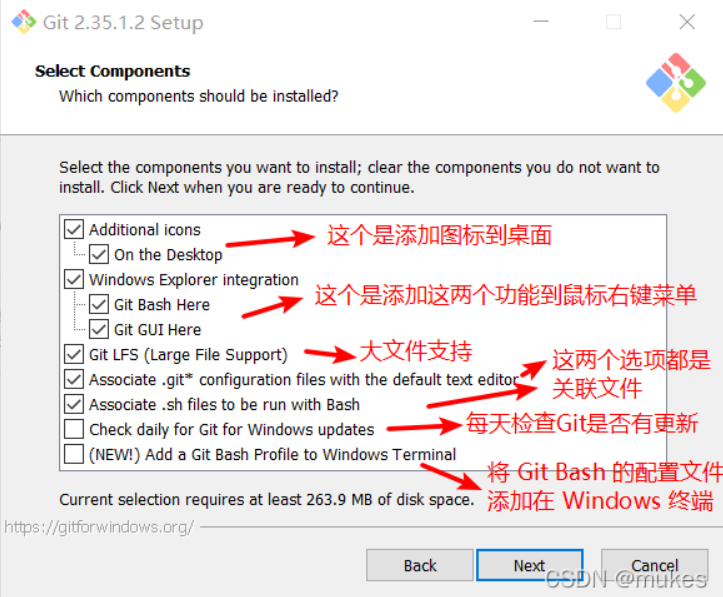 Git 2.35.1.2 Setup
Select Components
Which components should be installed?
Select the components you want to install; clear the components you do not want to
install. Click Next when you are ready to continue.
Additional icons
On the Desktop
这个是添加图标到桌面
Windows Explorer integration
Git Bash Here
这个是添加这两个功能到鼠标右键菜单
Git GUI Here
Git LFS (Large File Support)
大文件支持
Associate .git* configuration files with the default text editor
这两个选项都是
关联文件
Associate .sh files to be run with Bash
Check daily for Git for Windows updates
每天检查Git是否有更新
(NEW!) Add a Git Bash Profile to Windows Terminal
将 Git Bash 的配置文件
添加在 Windows 终端
Current selection requires at least 263.9 MB of disk space.
https://gitforwindows.org/
Back
Next
Cancel
CSDN @mukes